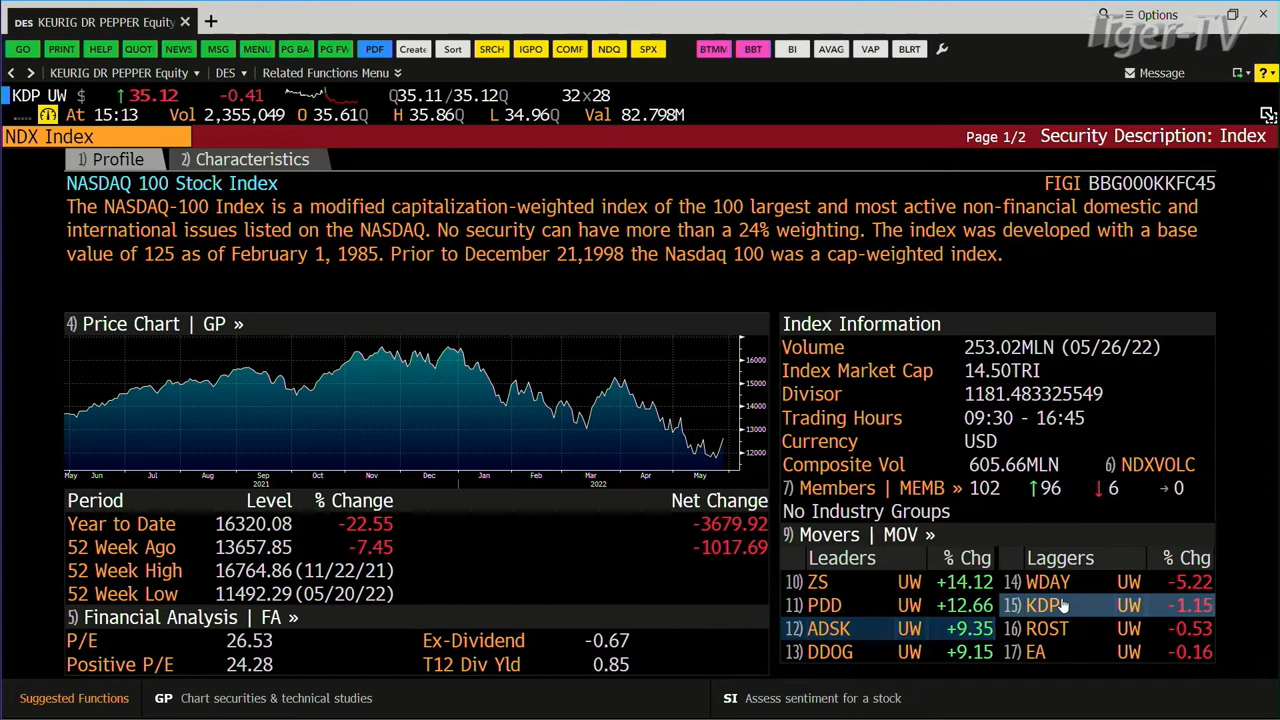 DES KEURIG DR PEPPER Equity × +
Options
Tiger-TV
GO PRINT HELP QUOT NEWS MSG MENU PG BA PG FW PDF Create Sort SRCH IGPO COMF NDQ SPX BTMM BBT BI AVAG VAP BLRT
KEURIG DR PEPPER Equity DES Related Functions Menu Message ?
KDP UW $ ↑35.12 -0.41 Q35.11/35.12Q 32×28
At 15:13 Vol 2,355,049 O 35.61Q H 35.86Q L 34.96Q Val 82.798M
NDX Index Page 1/2 Security Description: Index
1) Profile 2) Characteristics
NASDAQ 100 Stock Index FIGI BBG000KKFC45
The NASDAQ-100 Index is a modified capitalization-weighted index of the 100 largest and most active non-financial domestic and
international issues listed on the NASDAQ. No security can have more than a 24% weighting. The index was developed with a base
value of 125 as of February 1, 1985. Prior to December 21,1998 the Nasdaq 100 was a cap-weighted index.
4) Price Chart | GP »
16000
15000
14000
13000
12000
May Jun Jul Aug Sep Oct Nov Dec Jan Feb Mar Apr May
2021 2022
Period Level % Change Net Change
Year to Date 16320.08 -22.55 -3679.92
52 Week Ago 13657.85 -7.45 -1017.69
52 Week High 16764.86 (11/22/21)
52 Week Low 11492.29 (05/20/22)
5) Financial Analysis | FA »
P/E 26.53 Ex-Dividend -0.67
Positive P/E 24.28 T12 Div Yld 0.85
Index Information
Volume 253.02MLN (05/26/22)
Index Market Cap 14.50TRI
Divisor 1181.483325549
Trading Hours 09:30 - 16:45
Currency USD
Composite Vol 605.66MLN 6) NDXVOLC
7) Members | MEMB » 102 ↑96 ↓6 →0
No Industry Groups
9) Movers | MOV »
Leaders % Chg Laggers % Chg
10) ZS UW +14.12 14) WDAY UW -5.22
11) PDD UW +12.66 15) KDP UW -1.15
12) ADSK UW +9.35 16) ROST UW -0.53
13) DDOG UW +9.15 17) EA UW -0.16
Suggested Functions GP Chart securities & technical studies SI Assess sentiment for a stock